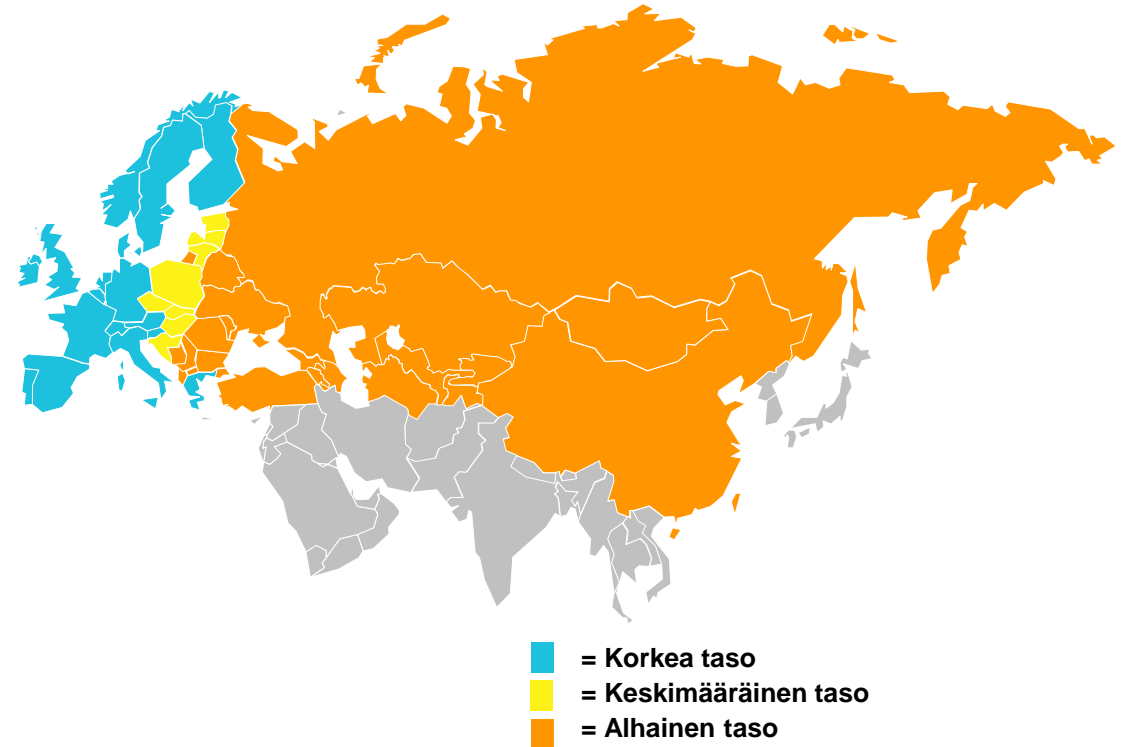 = Korkea taso
= Keskimääräinen taso
= Alhainen taso